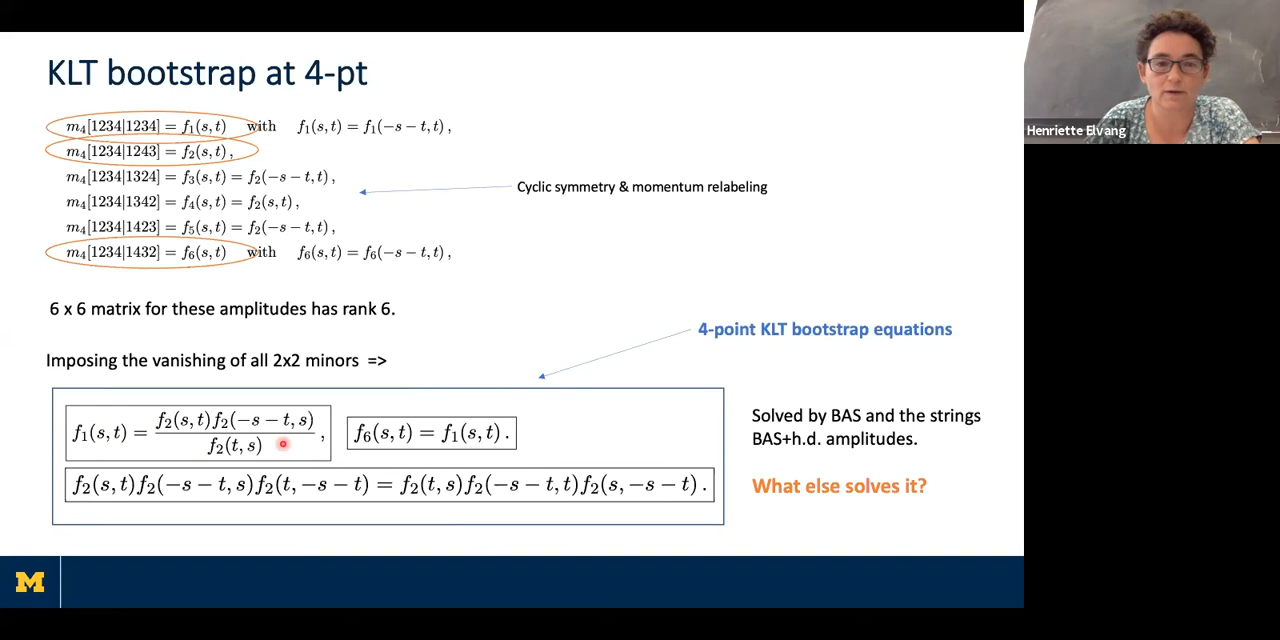 KLT bootstrap at 4-pt
m₄[1234|1234] = f₁(s,t) with f₁(s,t) = f₁(−s − t,t) ,
m₄[1234|1243] = f₂(s,t) ,
m₄[1234|1324] = f₃(s,t) = f₂(−s − t,t) ,
m₄[1234|1342] = f₄(s,t) = f₂(s,t) ,
m₄[1234|1423] = f₅(s,t) = f₂(−s − t,t) ,
m₄[1234|1432] = f₆(s,t) with f₆(s,t) = f₆(−s − t,t) ,
Cyclic symmetry & momentum relabeling
6 x 6 matrix for these amplitudes has rank 6.
4-point KLT bootstrap equations
Imposing the vanishing of all 2x2 minors =>
f₁(s,t) = f₂(s,t)f₂(−s − t,s) / f₂(t,s) , f₆(s,t) = f₁(s,t) .
f₂(s,t)f₂(−s − t,s)f₂(t,−s − t) = f₂(t,s)f₂(−s − t,t)f₂(s,−s − t) .
Solved by BAS and the strings
BAS+h.d. amplitudes.
What else solves it?
M
Henriette Elvang